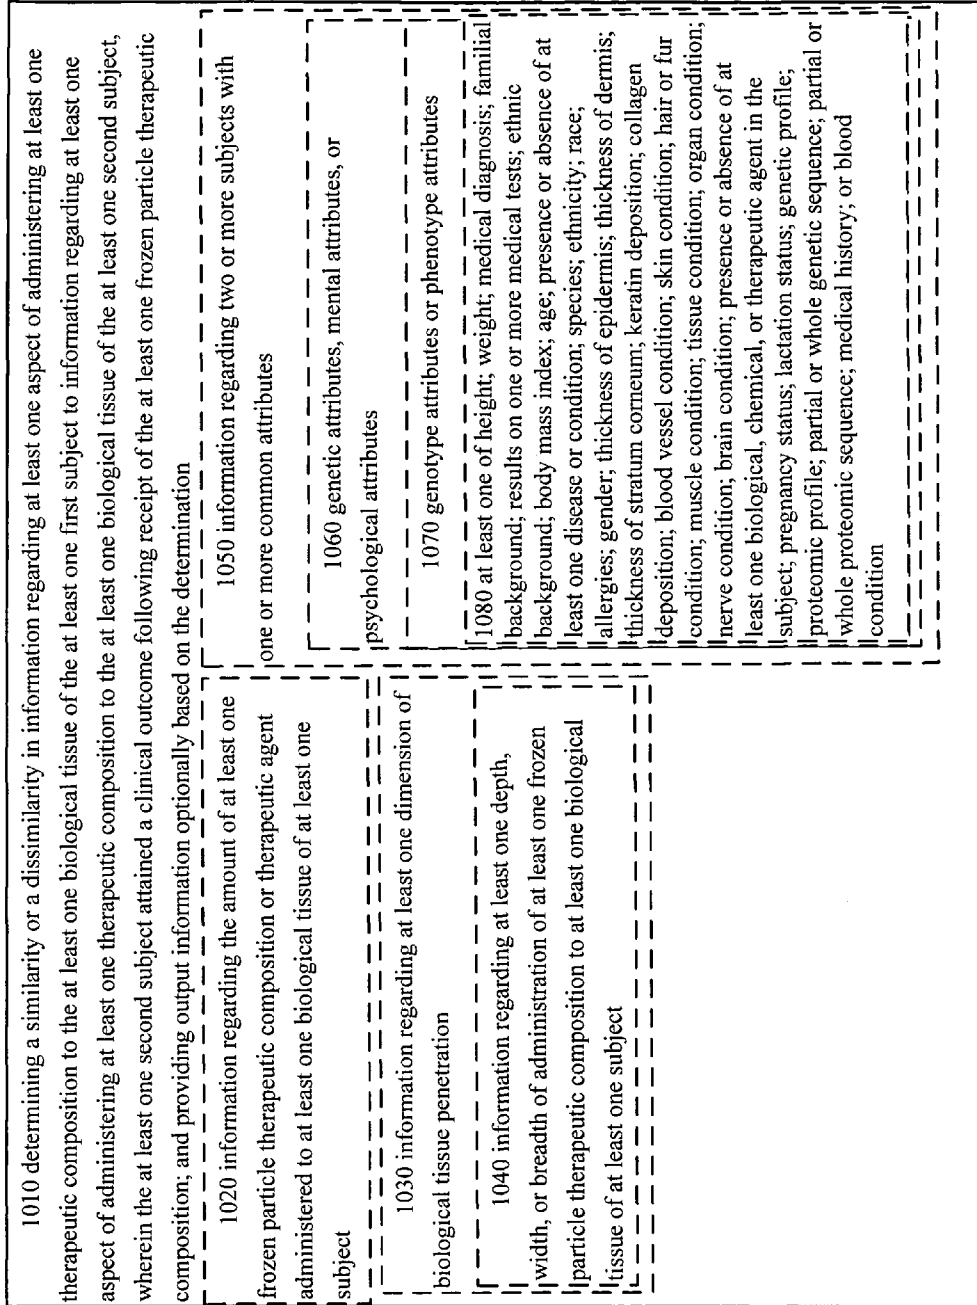 1010 determining a similarity or a dissimilarity in information regarding at least one aspect of administering at least one
therapeutic composition to the at least one biological tissue of the at least one first subject to information regarding at least one
aspect of administering at least one therapeutic composition to the at least one biological tissue of the at least one second subject,
wherein the at least one second subject attained a clinical outcome following receipt of the at least one frozen particle therapeutic
composition; and providing output information optionally based on the determination
1020 information regarding the amount of at least one
frozen particle therapeutic composition or therapeutic agent
administered to at least one biological tissue of at least one
subject
1030 information regarding at least one dimension of
biological tissue penetration
1040 information regarding at least one depth,
width, or breadth of administration of at least one frozen
particle therapeutic composition to at least one biological
tissue of at least one subject
1050 information regarding two or more subjects with
one or more common attributes
1060 genetic attributes, mental attributes, or
psychological attributes
1070 genotype attributes or phenotype attributes
1080 at least one of height; weight; medical diagnosis; familial
background; results on one or more medical tests; ethnic
background; body mass index; age; presence or absence of at
least one disease or condition; species; ethnicity; race;
allergies; gender; thickness of epidermis; thickness of dermis;
thickness of stratum corneum; keratin deposition; collagen
deposition; blood vessel condition; skin condition; hair or fur
condition; muscle condition; tissue condition; organ condition;
nerve condition; brain condition; presence or absence of at
least one biological, chemical, or therapeutic agent in the
subject; pregnancy status; lactation status; genetic profile;
proteomic profile; partial or whole genetic sequence; partial or
whole proteomic sequence; medical history; or blood
condition